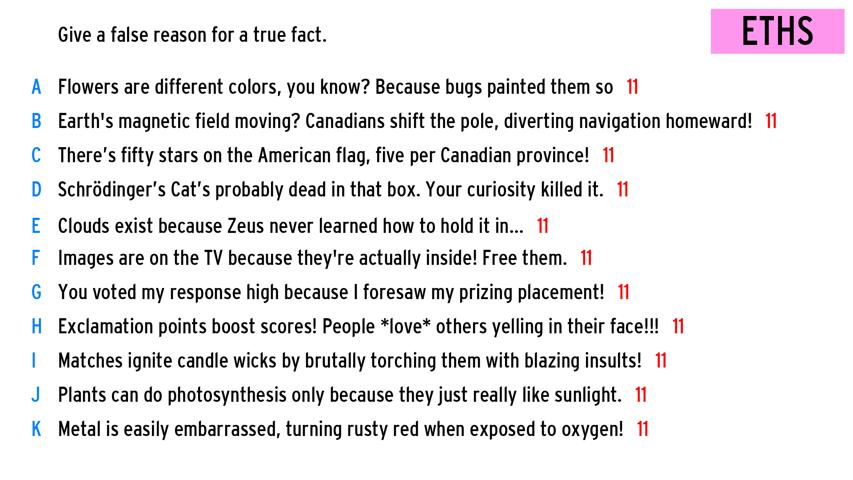 Give a false reason for a true fact.
ETHS
A Flowers are different colors, you know? Because bugs painted them so 11
B Earth's magnetic field moving? Canadians shift the pole, diverting navigation homeward! 11
C There’s fifty stars on the American flag, five per Canadian province! 11
D Schrödinger’s Cat’s probably dead in that box. Your curiosity killed it. 11
E Clouds exist because Zeus never learned how to hold it in... 11
F Images are on the TV because they're actually inside! Free them. 11
G You voted my response high because I foresaw my prizing placement! 11
H Exclamation points boost scores! People *love* others yelling in their face!!! 11
I Matches ignite candle wicks by brutally torching them with blazing insults! 11
J Plants can do photosynthesis only because they just really like sunlight. 11
K Metal is easily embarrassed, turning rusty red when exposed to oxygen! 11